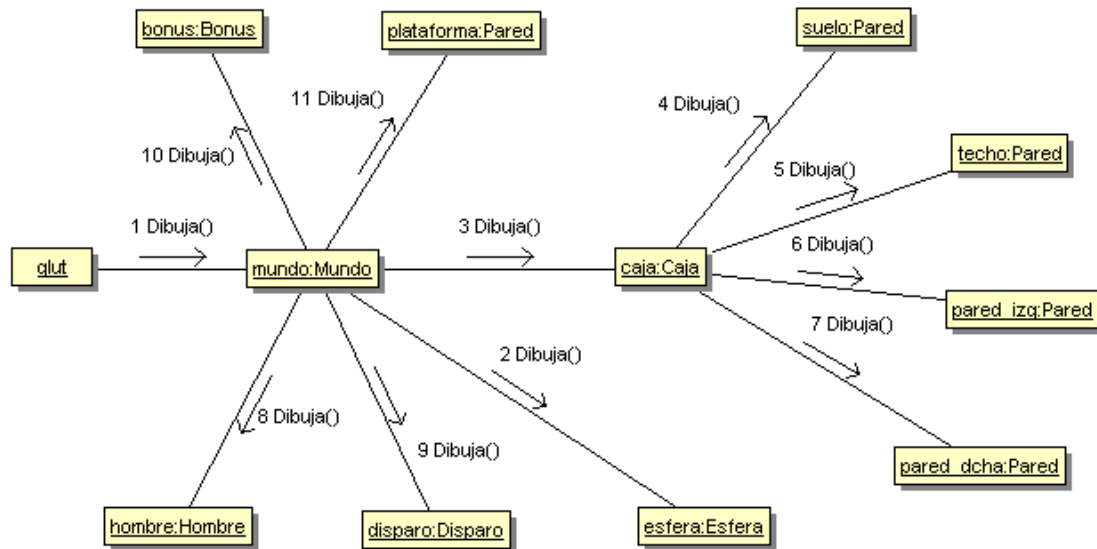 bonus:Bonus
plataforma:Pared
suelo:Pared
11 Dibuja()
4 Dibuja()
10 Dibuja()
techo:Pared
5 Dibuja()
1 Dibuja()
3 Dibuja()
6 Dibuja()
glut
mundo:Mundo
caja:Caja
pared_izq:Pared
7 Dibuja()
2 Dibuja()
8 Dibuja()
9 Dibuja()
pared_dcha:Pared
hombre:Hombre
disparo:Disparo
esfera:Esfera